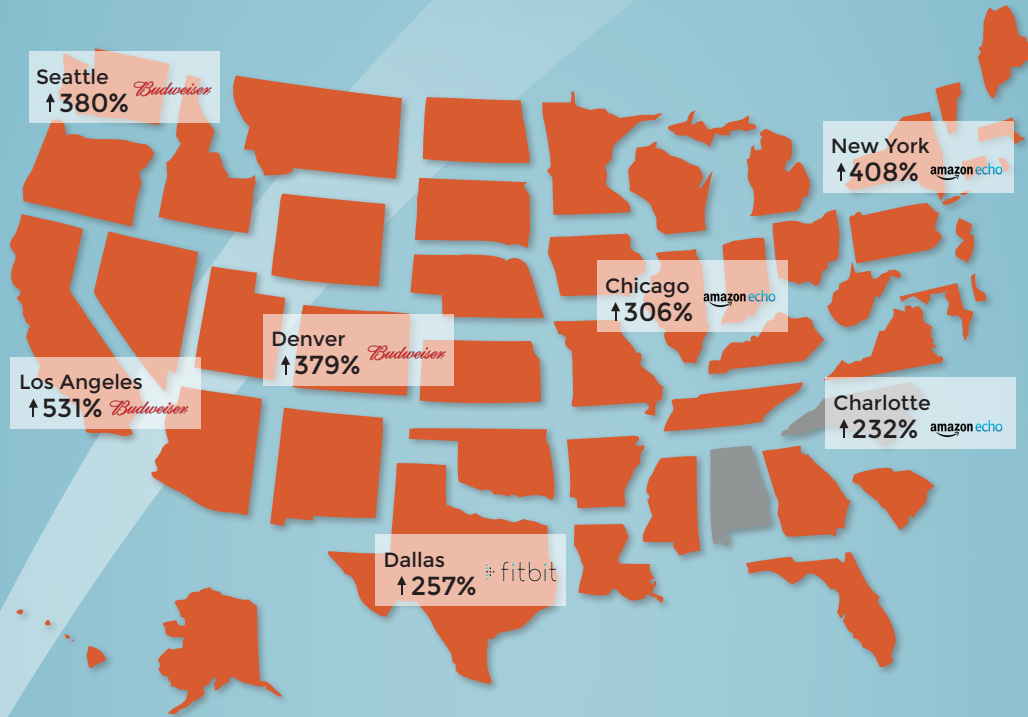 Seattle
↑380% Budweiser
New York
↑408% amazon echo
Chicago
↑306% amazon echo
Denver
↑379% Budweiser
Los Angeles
↑531% Budweiser
Charlotte
↑232% amazon echo
Dallas
↑257% fitbit